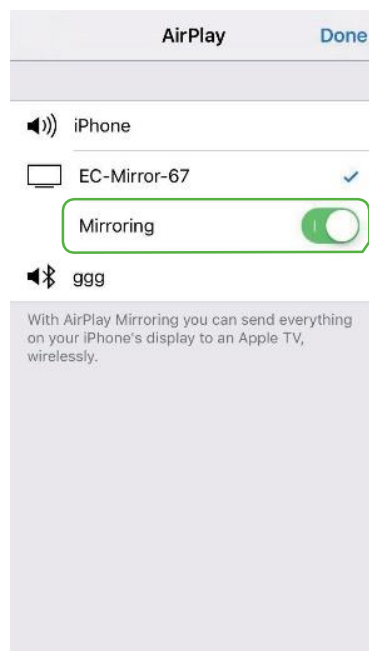 AirPlay
Done
iPhone
EC-Mirror-67
Mirroring
ggg
With AirPlay Mirroring you can send everything
on your iPhone's display to an Apple TV,
wirelessly.